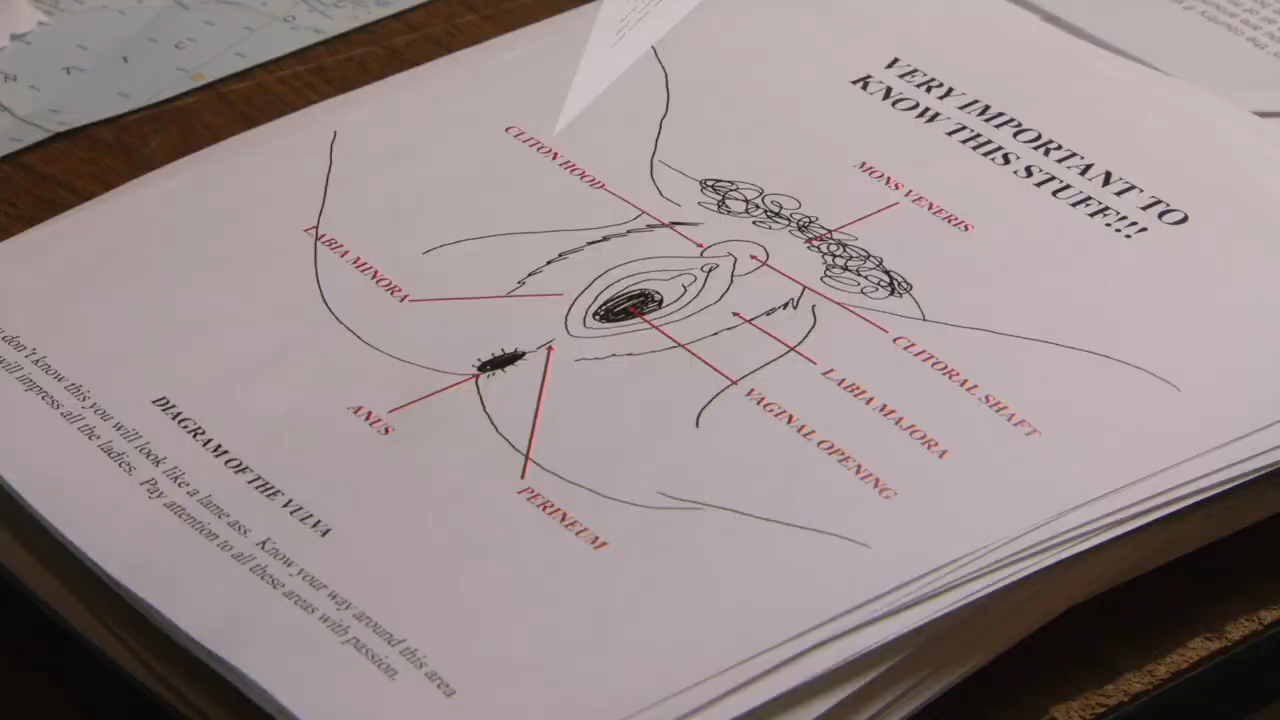 VERY IMPORTANT TO
KNOW THIS STUFF!!!
CLITON HOOD
MONS VENERIS
LABIA MINORA
CLITORAL SHAFT
LABIA MAJORA
VAGINAL OPENING
ANUS
PERINEUM
DIAGRAM OF THE VULVA
don't know this you will look like a lame ass. Know your way around this area
will impress all the ladies. Pay attention to all these areas with passion.